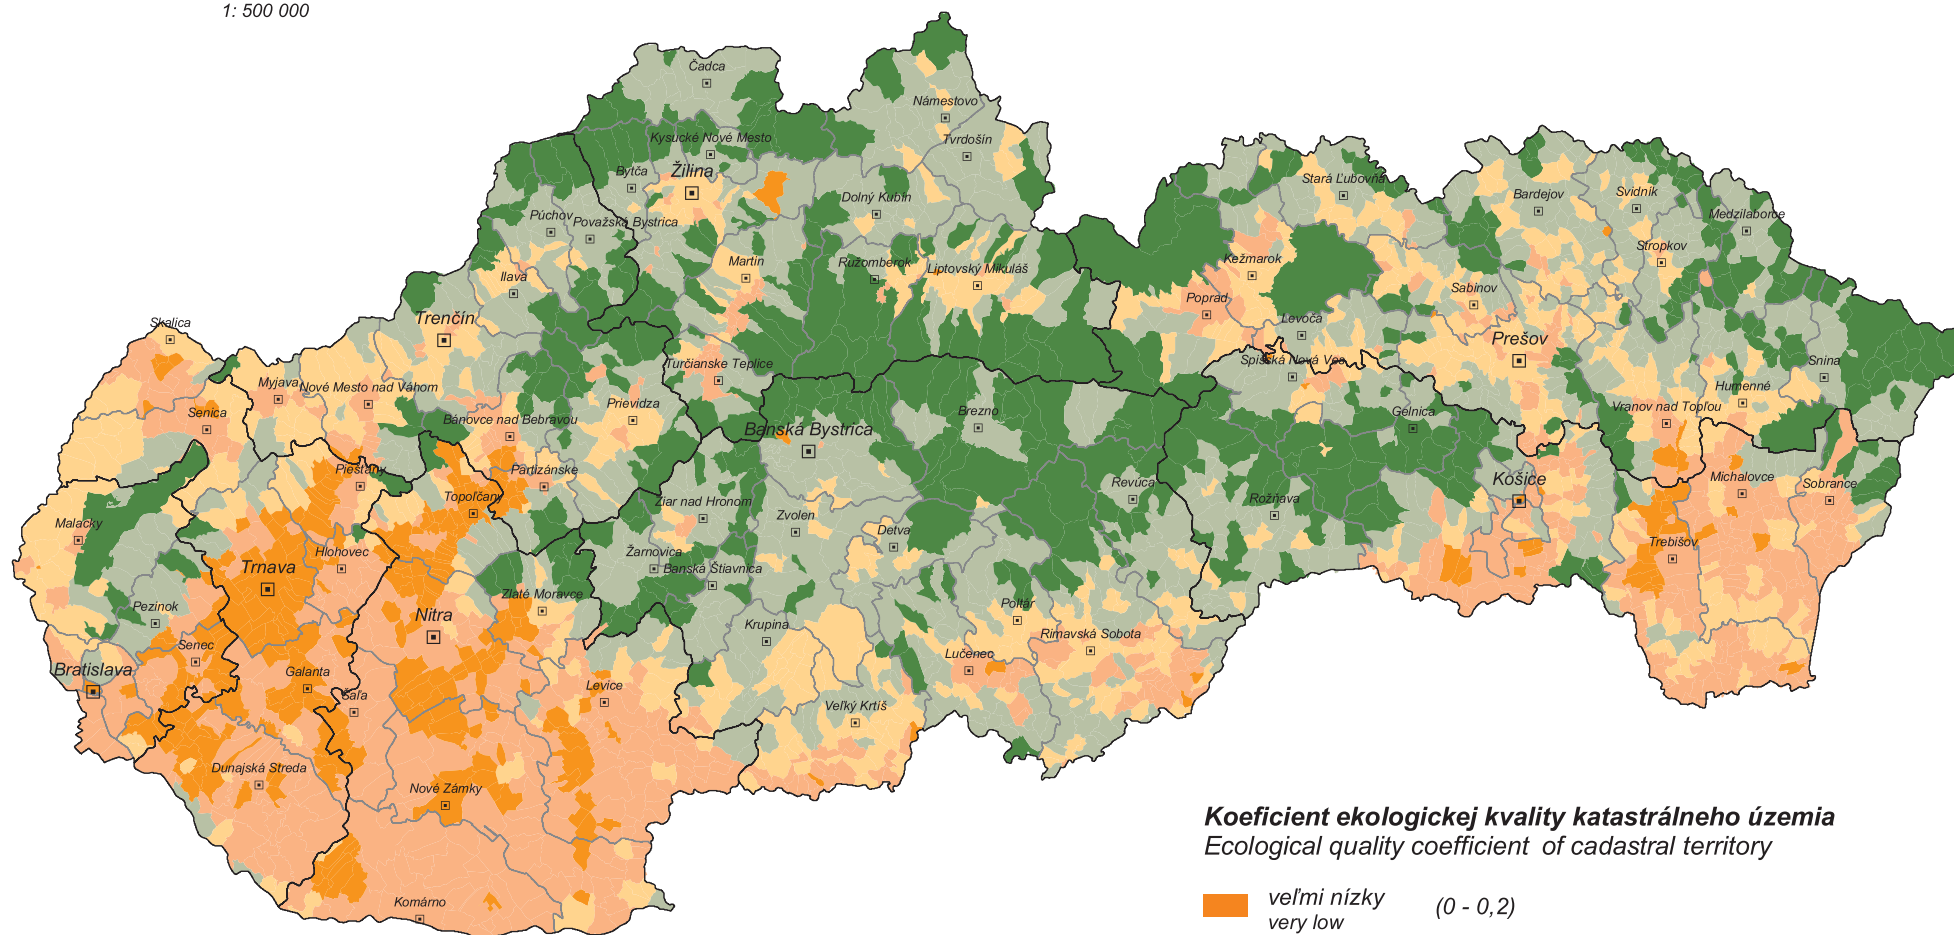 1: 500 000
Čadca
Námestovo
Kysucké Nové Mesto
Tvrdošín
Bytča
Žilina
Stará Ľubovňa
Bardejov
Svidník
Dolný Kubín
Púchov
Považská Bystrica
Medzilaborce
Stropkov
Martin
Ružomberok
Liptovský Mikuláš
Kežmarok
Ilava
Sabinov
Poprad
Trenčín
Levoča
Skalica
Prešov
Turčianske Teplice
Spišská Nová Ves
Snina
Myjava
Nové Mesto nad Váhom
Humenné
Prievidza
Vranov nad Topľou
Senica
Bánovce nad Bebravou
Brezno
Gelnica
Banská Bystrica
Piešťany
Partizánske
Michalovce
Košice
Revúca
Sobrance
Topoľčany
Žiar nad Hronom
Rožňava
Zvolen
Malacky
Detva
Trebišov
Hlohovec
Žarnovica
Trnava
Banská Štiavnica
Zlaté Moravce
Pezinok
Poltár
Nitra
Krupina
Rimavská Sobota
Senec
Lučenec
Bratislava
Galanta
Levice
Šaľa
Veľký Krtíš
Dunajská Streda
Nové Zámky
Komárno
Koeficient ekologickej kvality katastrálneho územia
Ecological quality coefficient of cadastral territory
veľmi nízky (0 - 0,2)
very low